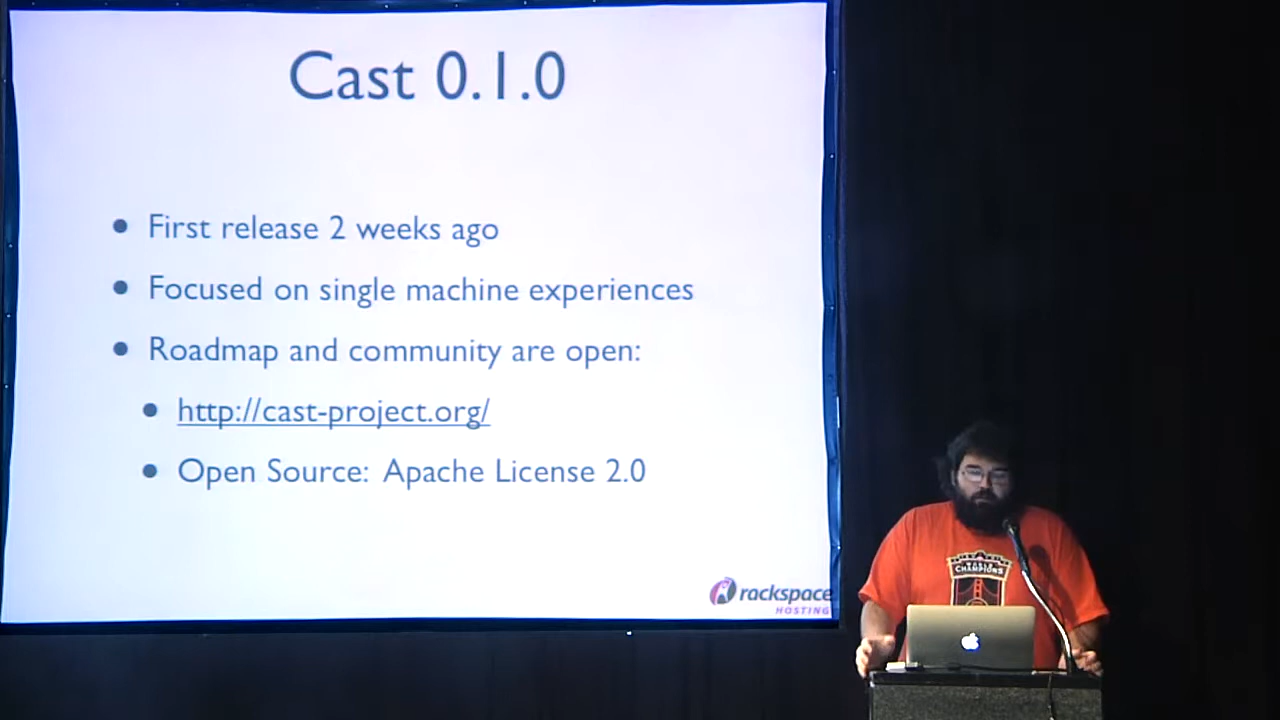 Cast 0.1.0
First release 2 weeks ago
Focused on single machine experiences
Roadmap and community are open:
http://cast-project.org/
Open Source: Apache License 2.0
rackspace
HOSTING
WORLD
CHAMPIONS